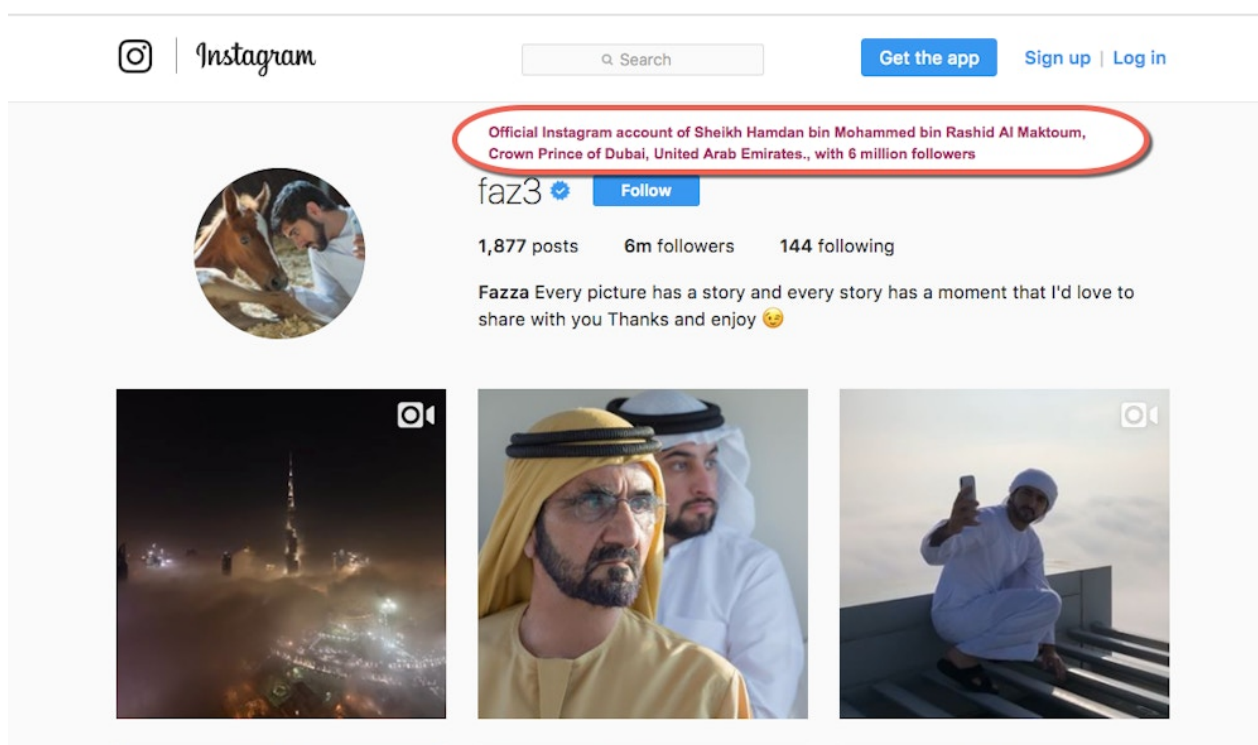 Instagram
Search
Get the app
Sign up | Log in
Official Instagram account of Sheikh Hamdan bin Mohammed bin Rashid Al Maktoum,
Crown Prince of Dubai, United Arab Emirates., with 6 million followers
faz3
Follow
1,877 posts 6m followers 144 following
Fazza Every picture has a story and every story has a moment that I'd love to
share with you Thanks and enjoy 😉